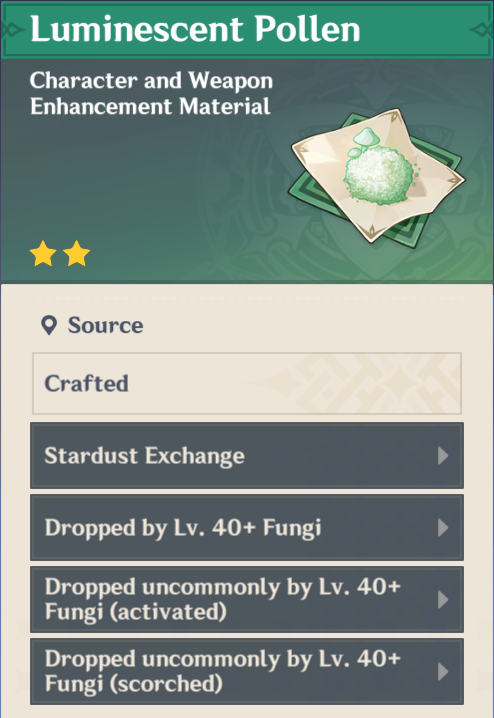 Luminescent Pollen
Character and Weapon
Enhancement Material
Source
Crafted
Stardust Exchange
Dropped by Lv. 40+ Fungi
Dropped uncommonly by Lv. 40+
Fungi (activated)
Dropped uncommonly by Lv. 40+
Fungi (scorched)